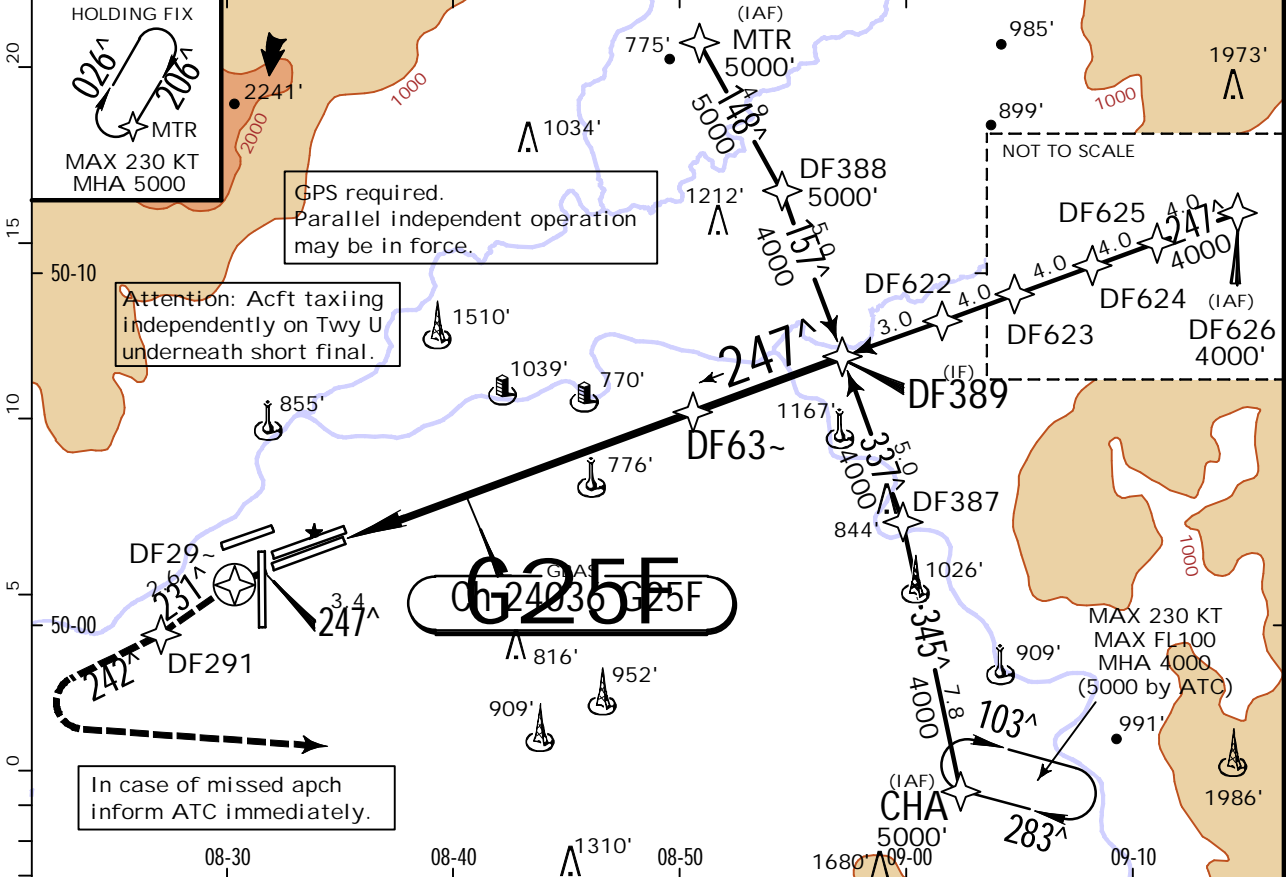 HOLDING FIX
026^
206^
MTR
MAX 230 KT
MHA 5000
20
15
10
5
0
2241'
2000
1000
1034'
775'
(IAF)
MTR
5000'
4.9
148^
5000
DF388
5000'
1212'
5.0
157^
4000
985'
899'
1000
1973'
NOT TO SCALE
DF625
4.0
247^
4000
4.0
4.0
4.0
3.0
DF622
DF623
DF624
(IAF)
DF626
4000'
GPS required.
Parallel independent operation
may be in force.
50-10
Attention: Acft taxiing
independently on Twy U
underneath short final.
1510'
1039'
770'
855'
776'
247^
DF63~
(IF)
DF389
1167'
5.0
337^
4000
844'
DF387
1026'
345^
7.8
4000
DF29~
2.6
231^
3.4
247^
50-00
DF291
242^
GBAS
Ch 24036 G25F
G25F
816'
952'
909'
1000
MAX 230 KT
MAX FL100
MHA 4000
(5000 by ATC)
909'
991'
103^
283^
(IAF)
CHA
5000'
1986'
In case of missed apch
inform ATC immediately.
1310'
1680'
08-30
08-40
08-50
09-00
09-10